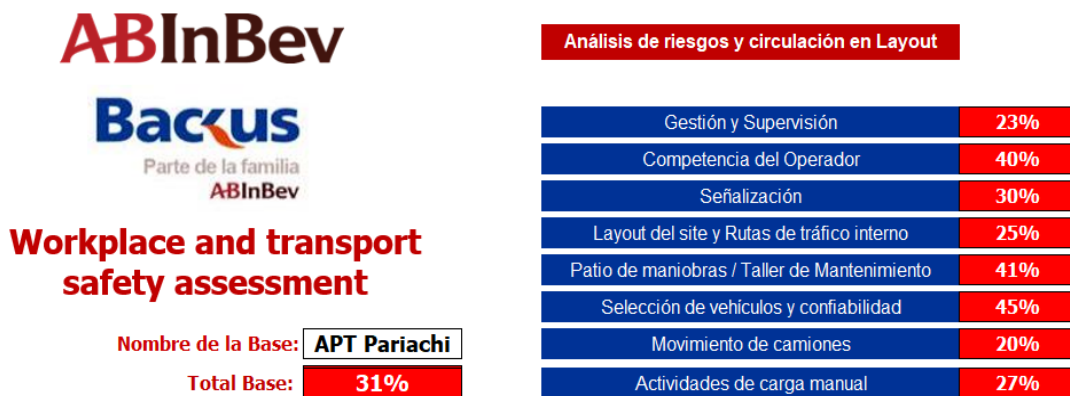 ABInBev
Backus
Parte de la familia
ABInBev
Workplace and transport
safety assessment
Nombre de la Base: APT Pariachi
Total Base: 31%
Análisis de riesgos y circulación en Layout
Gestión y Supervisión 23%
Competencia del Operador 40%
Señalización 30%
Layout del site y Rutas de tráfico interno 25%
Patio de maniobras / Taller de Mantenimiento 41%
Selección de vehículos y confiabilidad 45%
Movimiento de camiones 20%
Actividades de carga manual 27%